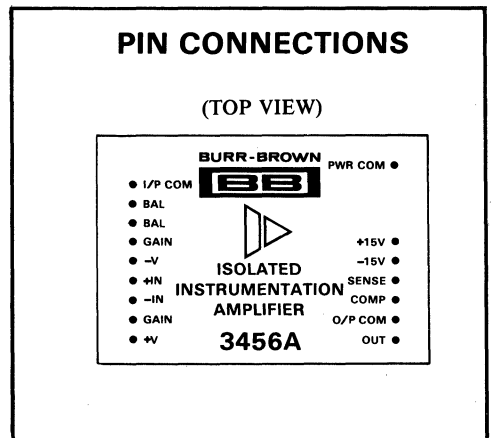 PIN CONNECTIONS
(TOP VIEW)
BURR-BROWN
BB
PWR COM
I/P COM
BAL
BAL
GAIN
-V
+IN
-IN
GAIN
+V
ISOLATED
INSTRUMENTATION
AMPLIFIER
3456A
+15V
-15V
SENSE
COMP
O/P COM
OUT